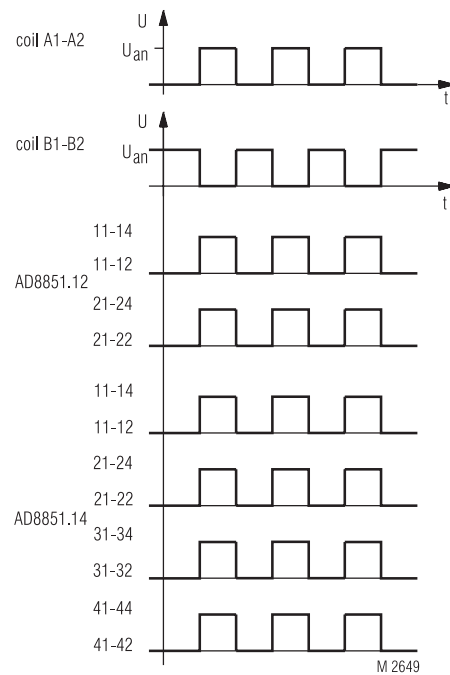 U
coil A1-A2
Uan
t
U
coil B1-B2
Uan
t
11-14
11-12
AD8851.12
21-24
21-22
11-14
11-12
21-24
21-22
AD8851.14
31-34
31-32
41-44
41-42
M 2649